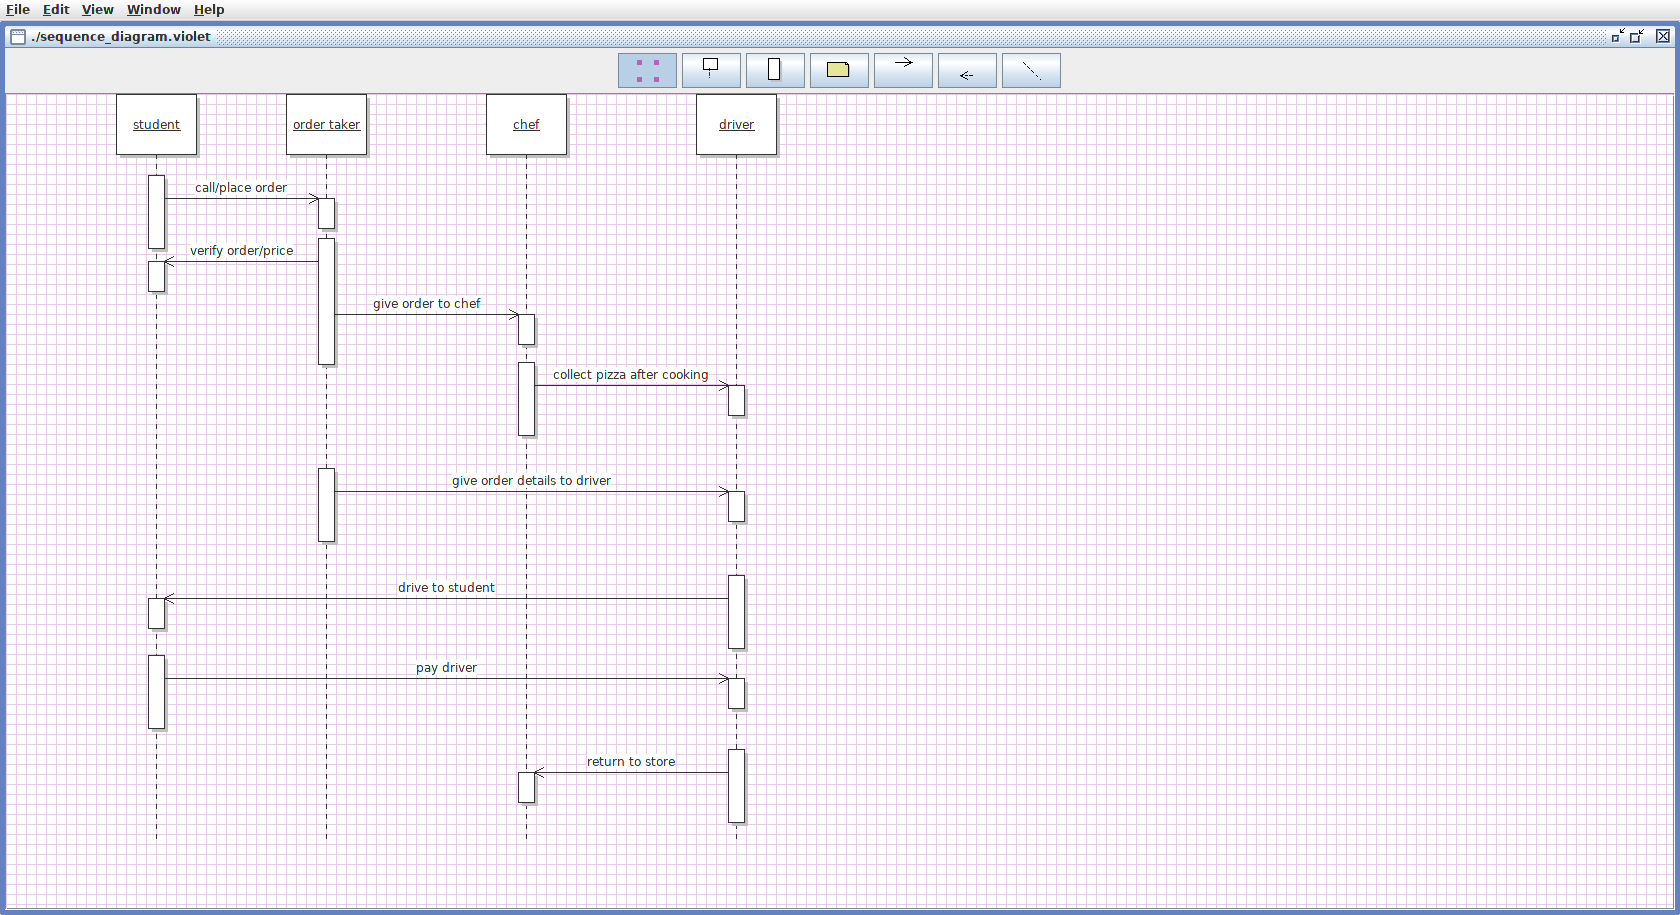 File Edit View Window Help
./sequence_diagram.violet
student order taker chef driver
call/place order
verify order/price
give order to chef
collect pizza after cooking
give order details to driver
drive to student
pay driver
return to store